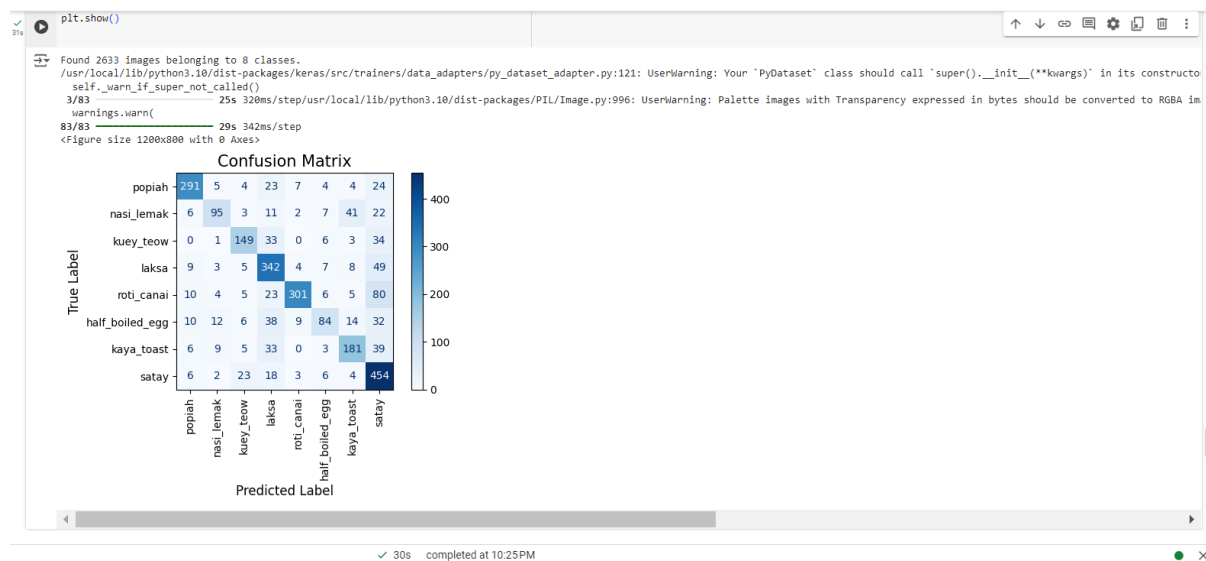 plt.show()
31s
Found 2633 images belonging to 8 classes.
/usr/local/lib/python3.10/dist-packages/keras/src/trainers/data_adapters/py_dataset_adapter.py:121: UserWarning: Your `PyDataset` class should call `super().__init__(**kwargs)` in its constructo
self._warn_if_super_not_called()
3/83 25s 320ms/step/usr/local/lib/python3.10/dist-packages/PIL/Image.py:996: UserWarning: Palette images with Transparency expressed in bytes should be converted to RGBA im
warnings.warn(
83/83 29s 342ms/step
<Figure size 1200x800 with 0 Axes>
Confusion Matrix
popiah 291 5 4 23 7 4 4 24
nasi_lemak 6 95 3 11 2 7 41 22
kuey_teow 0 1 149 33 0 6 3 34
laksa 9 3 5 342 4 7 8 49
roti_canai 10 4 5 23 301 6 5 80
half_boiled_egg 10 12 6 38 9 84 14 32
kaya_toast 6 9 5 33 0 3 181 39
satay 6 2 23 18 3 6 4 454
True Label
400
300
200
100
0
popiah
nasi_lemak
kuey_teow
laksa
roti_canai
half_boiled_egg
kaya_toast
satay
Predicted Label
30s completed at 10:25 PM